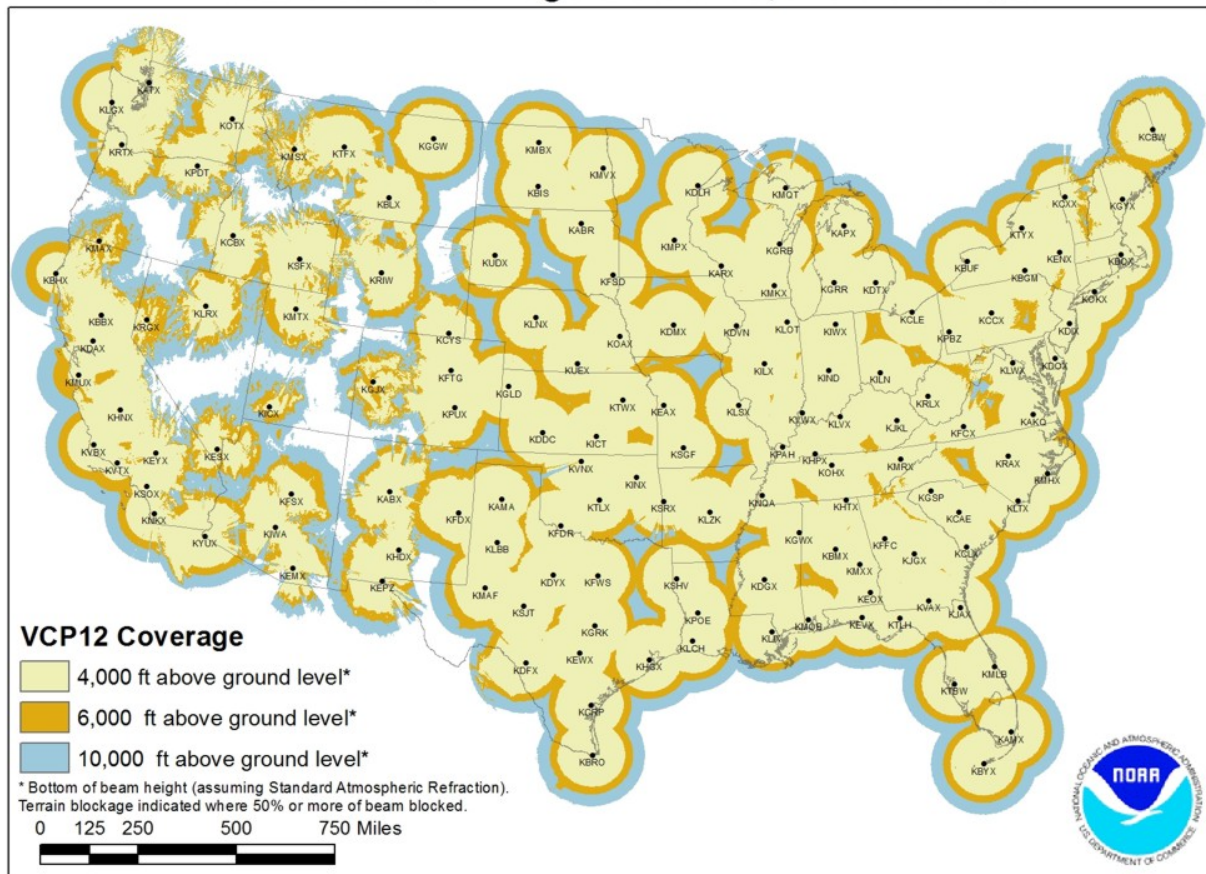 KATX
KLGX
KOTX
KRTX
KPDT
KMSX
KTFX
KGGW
KMBX
KBIS
KMVX
KDLH
KMQT
KCBW
KBLX
KABR
KMPX
KGRB
KAPX
KCXX
KGYX
KTYX
KMAX
KCBX
KSFX
KRIW
KUDX
KFSD
KARX
KBUF
KENX
KBOX
KBHX
KBGM
KLRX
KMTX
KMKX
KGRR
KDTX
KOKX
KBBX
KRGX
KLNX
KCLE
KCCX
KDIX
KDAX
KCYS
KOAX
KDMX
KDVN
KLOT
KIWX
KPBZ
KMUX
KGJX
KFTG
KGLD
KUEX
KILX
KIND
KILN
KLWX
KDOX
KHNX
KICX
KPUX
KTWX
KEAX
KLSX
KVWX
KLVX
KRLX
KJKL
KFCX
KAKQ
KVBX
KEYX
KESX
KDDC
KICT
KSGF
KPAH
KHPX
KOHX
KMRX
KRAX
KMHX
KVTX
KSOX
KFSX
KABX
KVNX
KINX
KNKX
KFDX
KAMA
KTLX
KSRX
KLZK
KNQA
KHTX
KGSP
KLTX
KCAE
KYUX
KIWA
KEMX
KHDX
KEPZ
KLBB
KFDR
KGWX
KBMX
KFFC
KJGX
KCLX
KMAF
KDYX
KFWS
KSHV
KDGX
KMXX
KEOX
KVAX
KJAX
KSJT
KGRK
KPOE
KLCH
KLIX
KMOB
KEVX
KTLH
KDFX
KEWX
KHGX
KMLB
KTBW
KCRP
KBRO
KAMX
KBYX
VCP12 Coverage
4,000 ft above ground level*
6,000 ft above ground level*
10,000 ft above ground level*
* Bottom of beam height (assuming Standard Atmospheric Refraction).
Terrain blockage indicated where 50% or more of beam blocked.
0 125 250 500 750 Miles
NATIONAL OCEANIC AND ATMOSPHERIC ADMINISTRATION
NOAA
U.S. DEPARTMENT OF COMMERCE